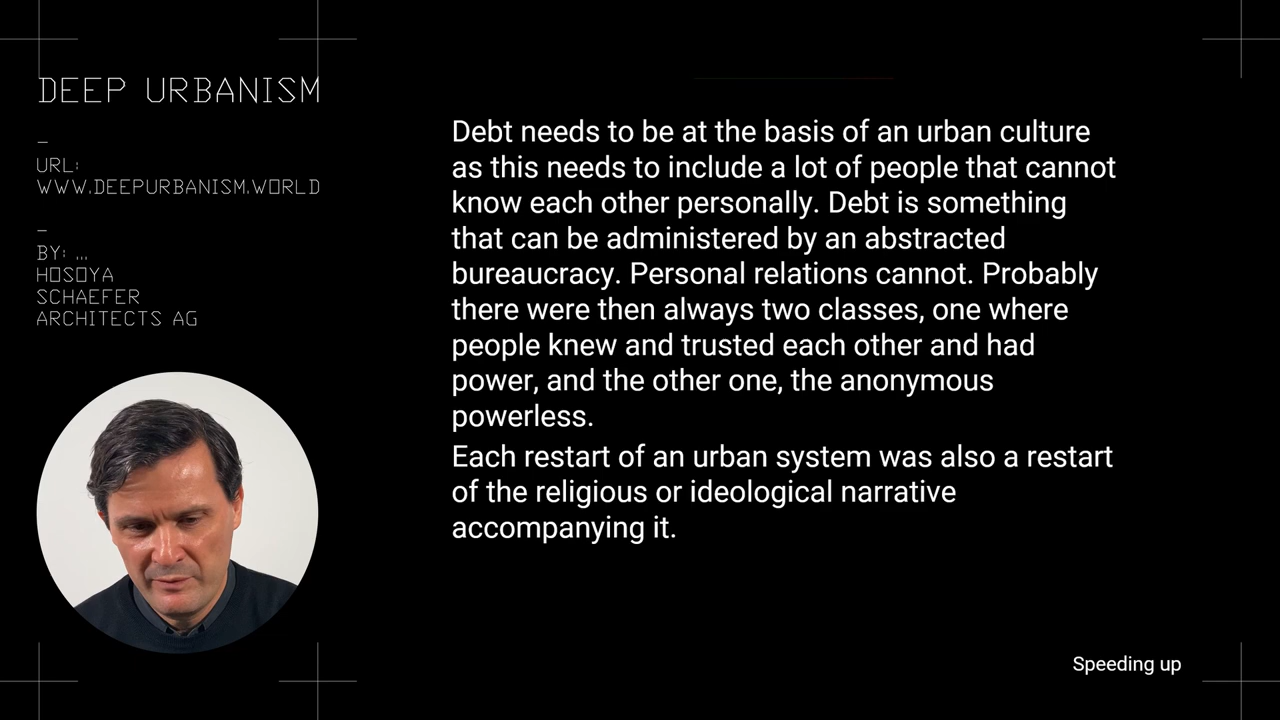 DEEP URBANISM
–
URL:
WWW.DEEPURBANISM.WORLD
–
BY: ...
HOSOYA
SCHAEFER
ARCHITECTS AG
Debt needs to be at the basis of an urban culture
as this needs to include a lot of people that cannot
know each other personally. Debt is something
that can be administered by an abstracted
bureaucracy. Personal relations cannot. Probably
there were then always two classes, one where
people knew and trusted each other and had
power, and the other one, the anonymous
powerless.
Each restart of an urban system was also a restart
of the religious or ideological narrative
accompanying it.
Speeding up